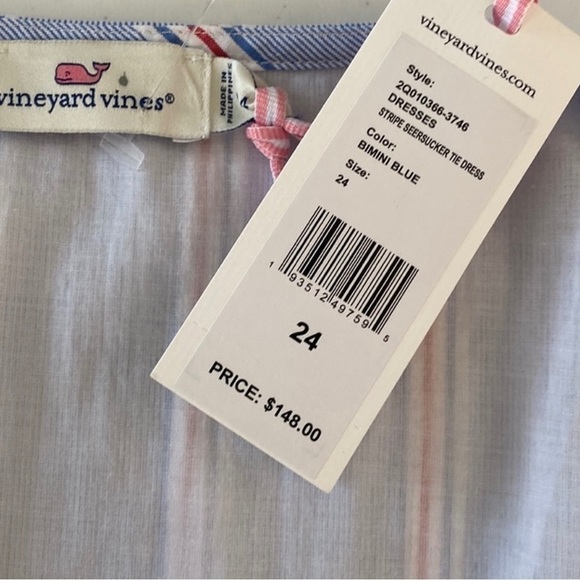 vineyard vines®
MADE IN
PHILIPPINES
vineyardvines.com
Style:
2Q010366-3746
DRESSES
STRIPE SEERSUCKER TIE DRESS
Color:
BIMINI BLUE
Size:
24
1 93512 49759 5
24
PRICE: $148.00